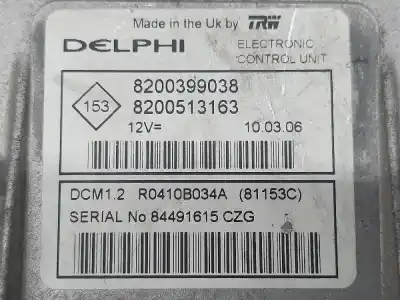 Made in the Uk by TRW
DELPHI
ELECTRONIC
CONTROL UNIT
153
8200399038
8200513163
12V= 10.03.06
DCM1.2 R0410B034A (81153C)
SERIAL No 84491615 CZG